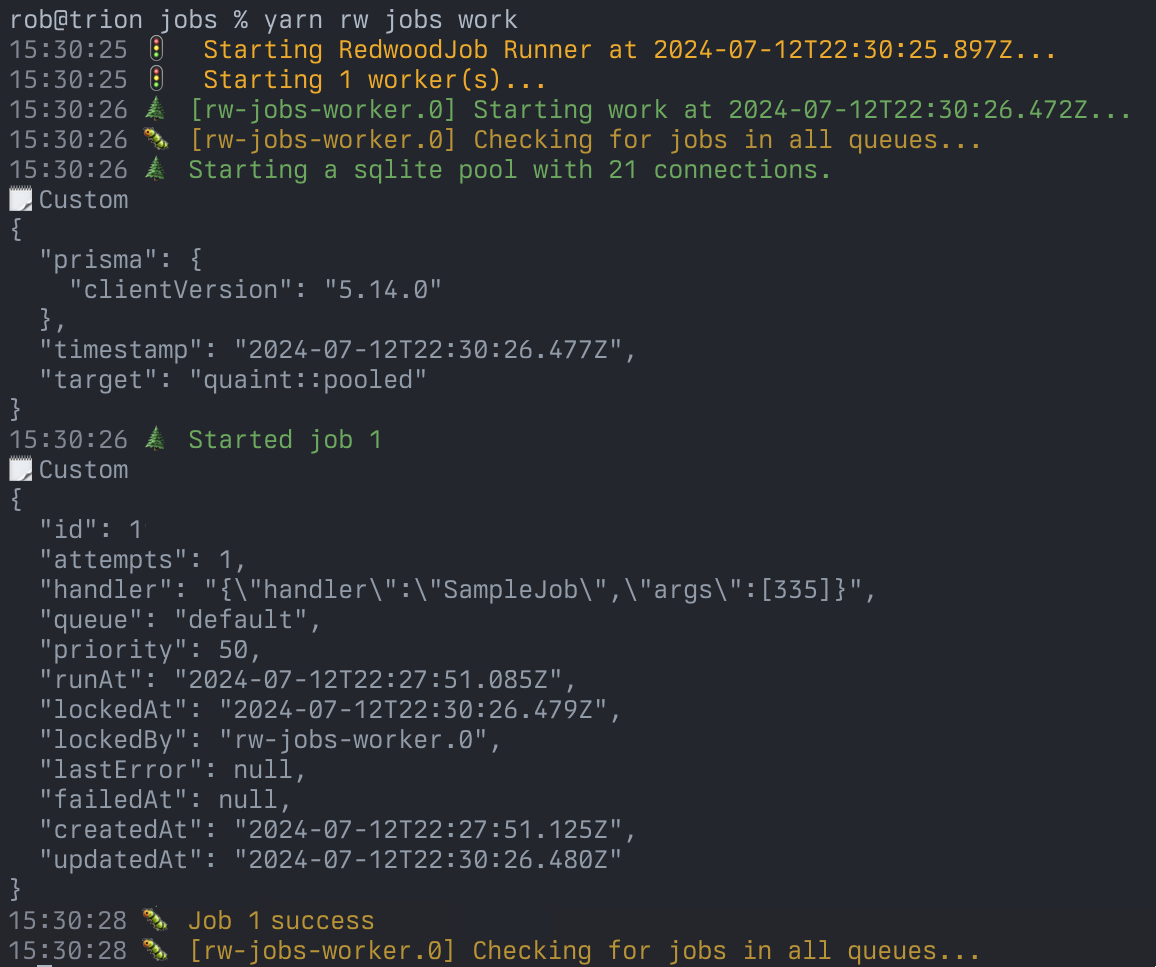 rob@trion jobs % yarn rw jobs work
15:30:25 🚦 Starting RedwoodJob Runner at 2024-07-12T22:30:25.897Z...
15:30:25 🚦 Starting 1 worker(s)...
15:30:26 🌲 [rw-jobs-worker.0] Starting work at 2024-07-12T22:30:26.472Z...
15:30:26 🐛 [rw-jobs-worker.0] Checking for jobs in all queues...
15:30:26 🌲 Starting a sqlite pool with 21 connections.
🗒 Custom
{
  "prisma": {
    "clientVersion": "5.14.0"
  },
  "timestamp": "2024-07-12T22:30:26.477Z",
  "target": "quaint::pooled"
}
15:30:26 🌲 Started job 1
🗒 Custom
{
  "id": 1
  "attempts": 1,
  "handler": "{\"handler\":\"SampleJob\",\"args\":[335]}",
  "queue": "default",
  "priority": 50,
  "runAt": "2024-07-12T22:27:51.085Z",
  "lockedAt": "2024-07-12T22:30:26.479Z",
  "lockedBy": "rw-jobs-worker.0",
  "lastError": null,
  "failedAt": null,
  "createdAt": "2024-07-12T22:27:51.125Z",
  "updatedAt": "2024-07-12T22:30:26.480Z"
}
15:30:28 🐛 Job 1 success
15:30:28 🐛 [rw-jobs-worker.0] Checking for jobs in all queues...